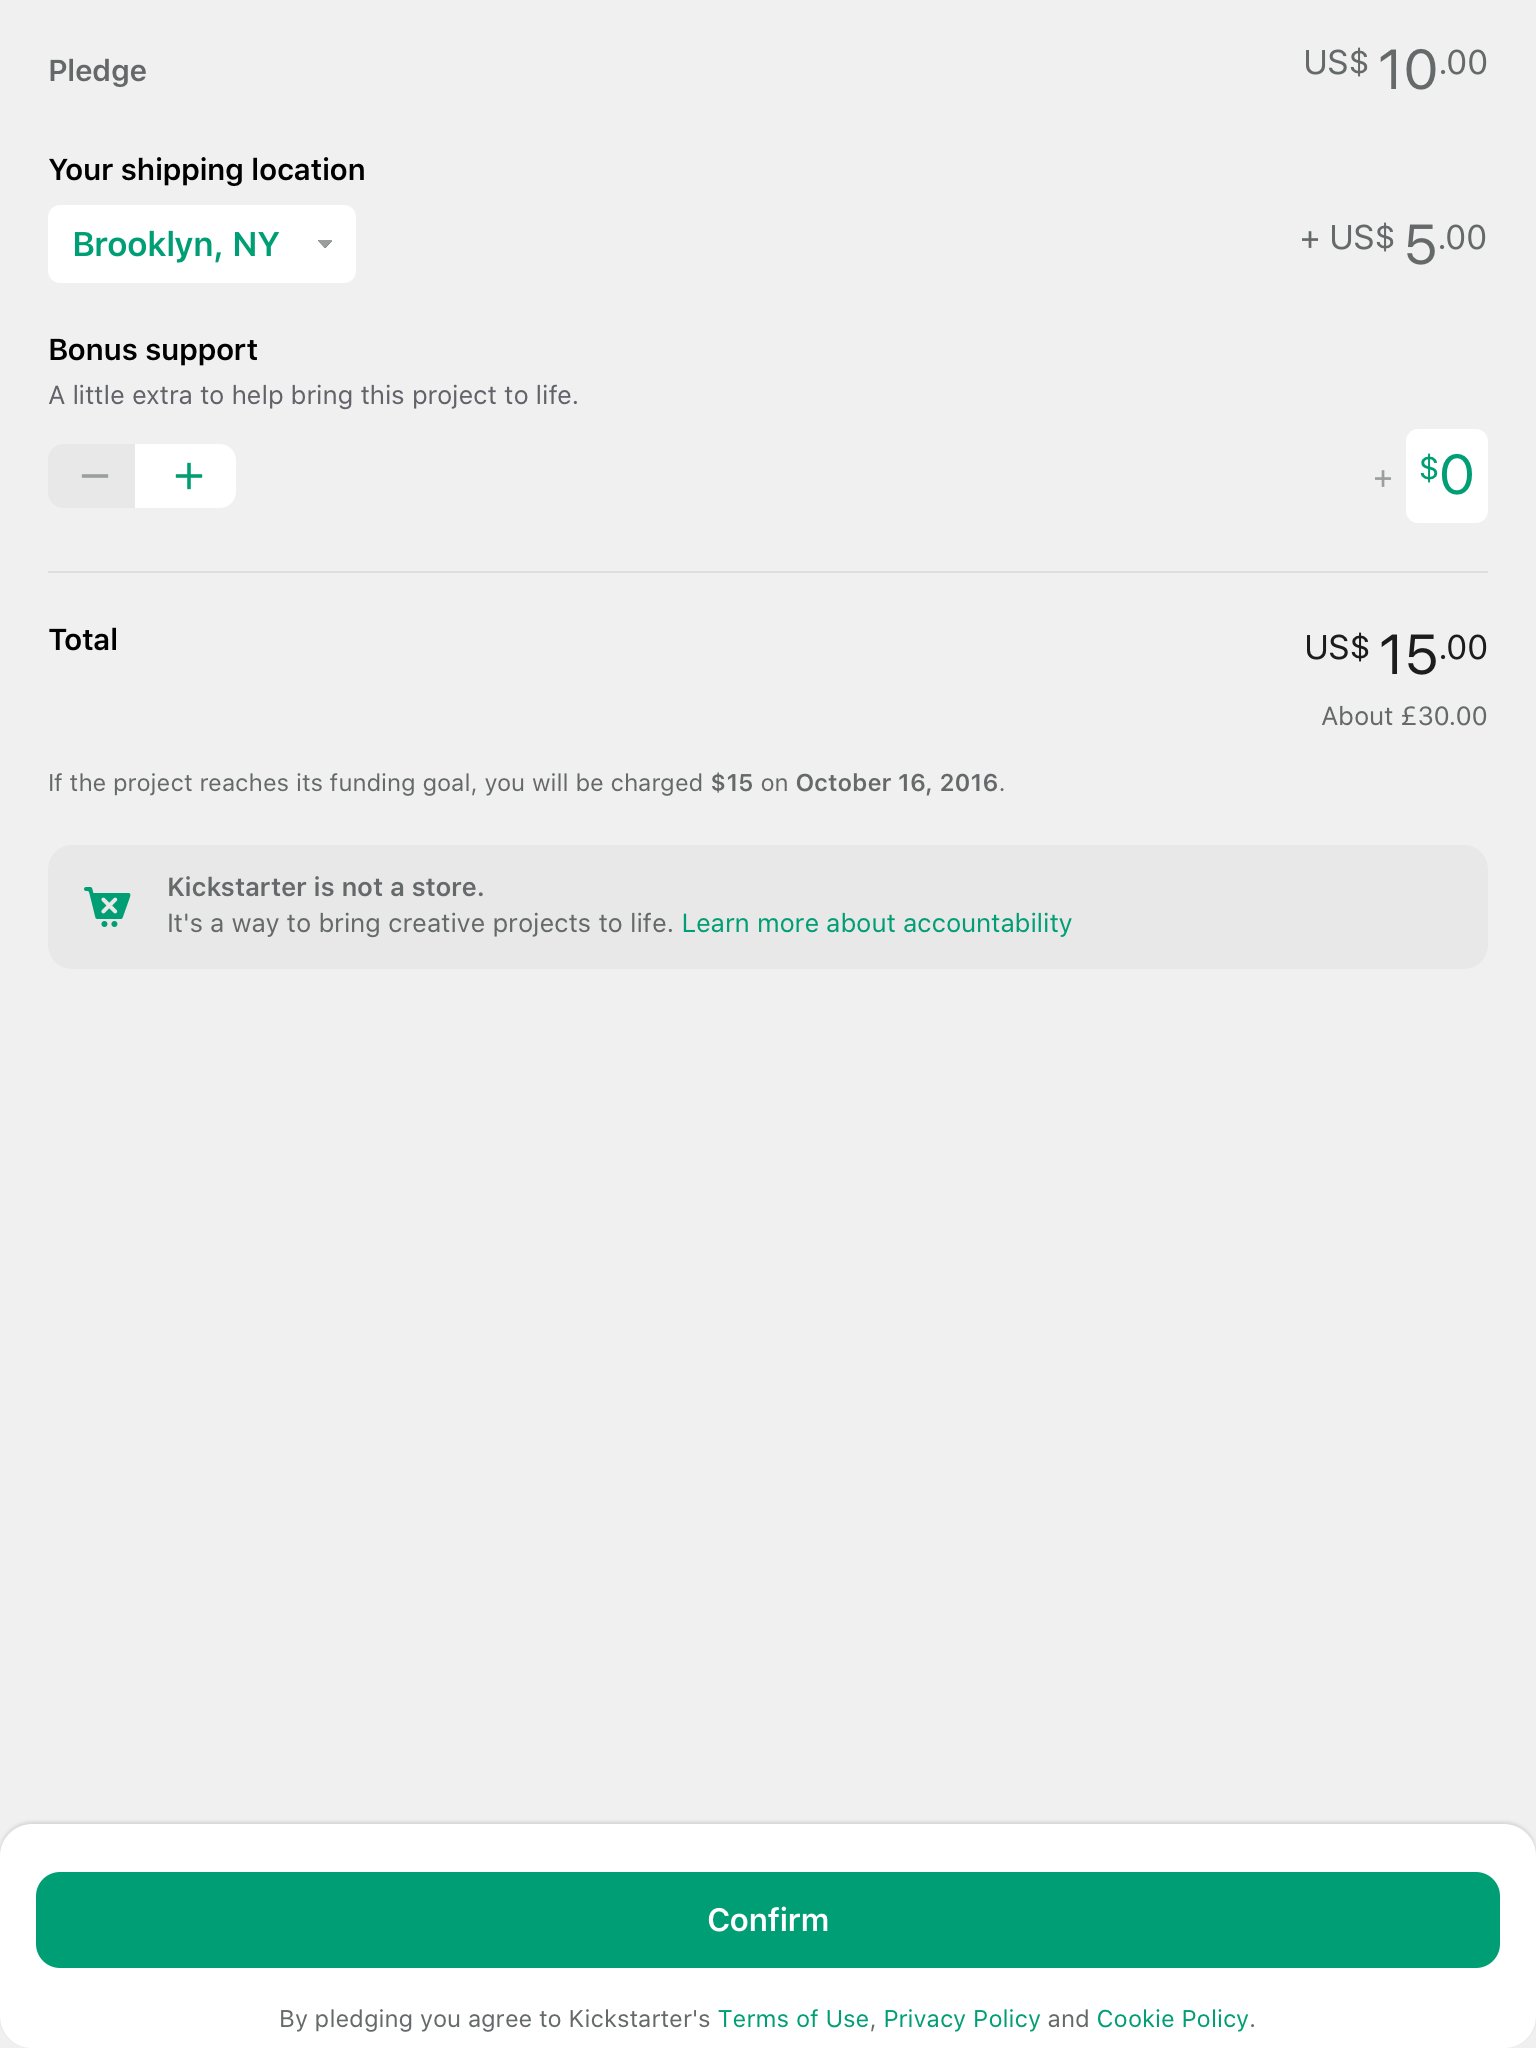 Pledge US$ 10.00
Your shipping location
Brooklyn, NY + US$ 5.00
Bonus support
A little extra to help bring this project to life.
− + + $0
Total US$ 15.00
About £30.00
If the project reaches its funding goal, you will be charged $15 on October 16, 2016.
Kickstarter is not a store.
It's a way to bring creative projects to life. Learn more about accountability
Confirm
By pledging you agree to Kickstarter's Terms of Use, Privacy Policy and Cookie Policy.